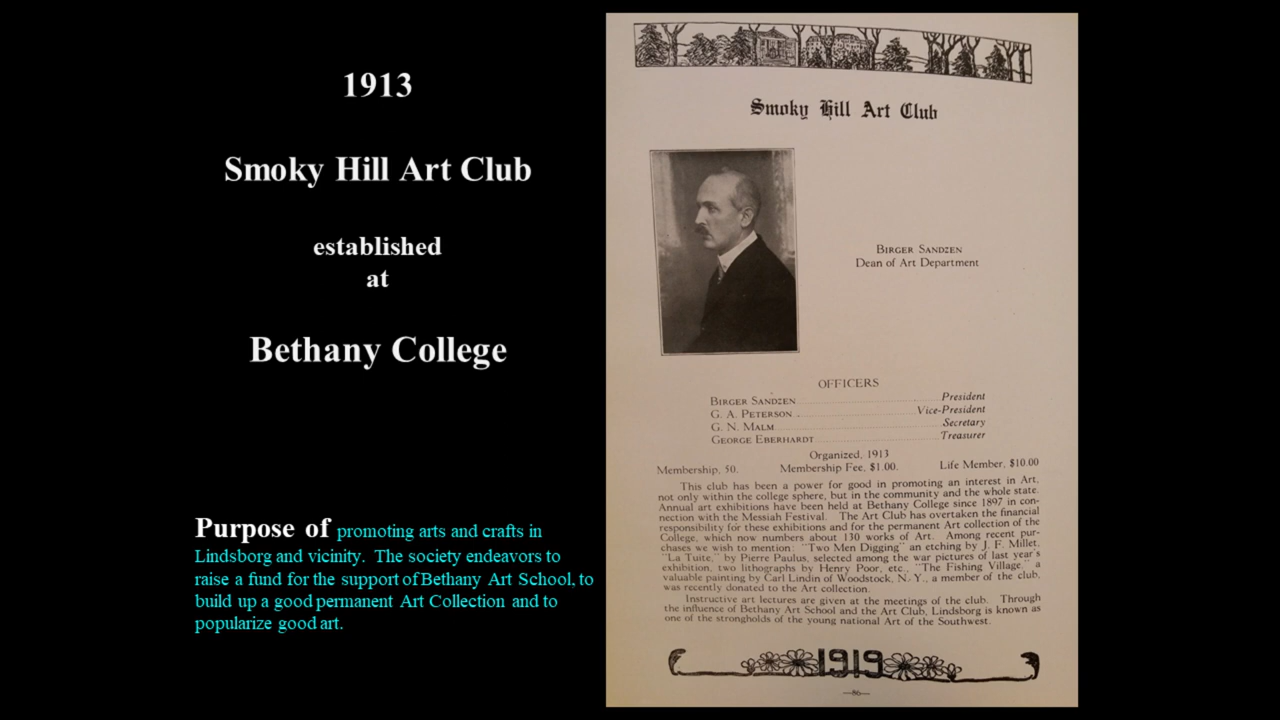 1913
Smoky Hill Art Club
established
at
Bethany College
Purpose of promoting arts and crafts in
Lindsborg and vicinity. The society endeavors to
raise a fund for the support of Bethany Art School, to
build up a good permanent Art Collection and to
popularize good art.
Smoky Hill Art Club
BIRGER SANDZEN
Dean of Art Department
OFFICERS
BIRGER SANDZEN President
G. A. PETERSON Vice-President
G. N. MALM Secretary
GEORGE EBERHARDT Treasurer
Organized, 1913
Membership, 50. Membership Fee, $1.00. Life Member, $10.00
This club has been a power for good in promoting an interest in Art,
not only within the college sphere, but in the community and the whole state.
Annual art exhibitions have been held at Bethany College since 1897 in con-
nection with the Messiah Festival. The Art Club has overtaken the financial
responsibility for these exhibitions and for the permanent Art collection of the
College, which now numbers about 130 works of Art. Among recent pur-
chases we wish to mention: "Two Men Digging" an etching by J. F. Millet,
"La Tuite," by Pierre Paulus, selected among the war pictures of last year's
exhibition, two lithographs by Henry Poor, etc., "The Fishing Village," a
valuable painting by Carl Lindin of Woodstock, N. Y., a member of the club,
was recently donated to the Art collection.
Instructive art lectures are given at the meetings of the club. Through
the influence of Bethany Art School and the Art Club, Lindsborg is known as
one of the strongholds of the young national Art of the Southwest.
1919
—86—